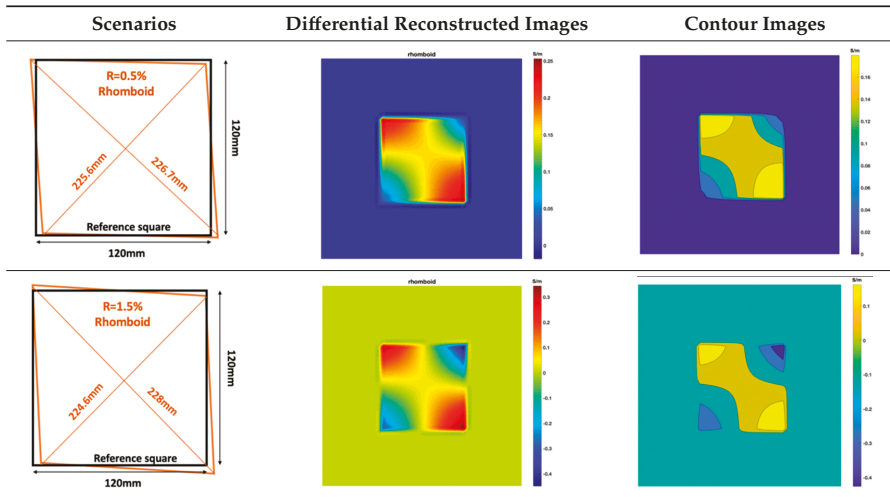 Scenarios Differential Reconstructed Images Contour Images
R=0.5%
Rhomboid
225.6mm
226.7mm
Reference square
120mm
120mm
rhomboid
S/m
0.25
0.2
0.15
0.1
0.05
0
S/m
0.16
0.14
0.12
0.1
0.08
0.06
0.04
0.02
0
R=1.5%
Rhomboid
224.6mm
228mm
Reference square
120mm
120mm
rhomboid
S/m
0.3
0.2
0.1
0
-0.1
-0.2
-0.3
-0.4
S/m
0.1
0
-0.1
-0.2
-0.3
-0.4